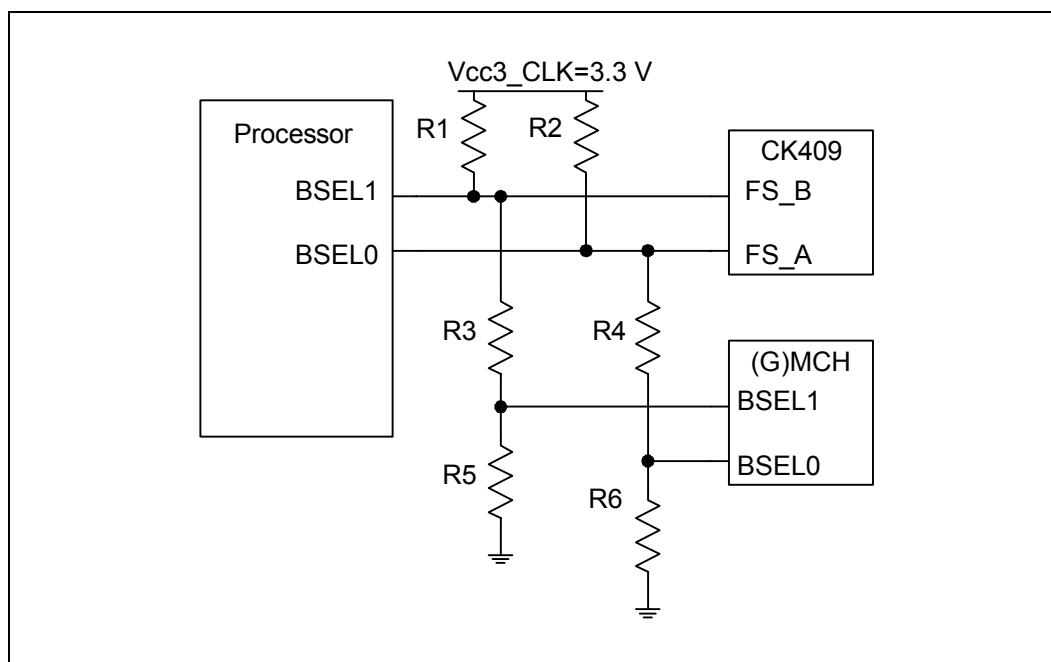 Vcc3_CLK=3.3 V
Processor
R1
R2
CK409
BSEL1
FS_B
BSEL0
FS_A
R3
R4
(G)MCH
BSEL1
BSEL0
R5
R6